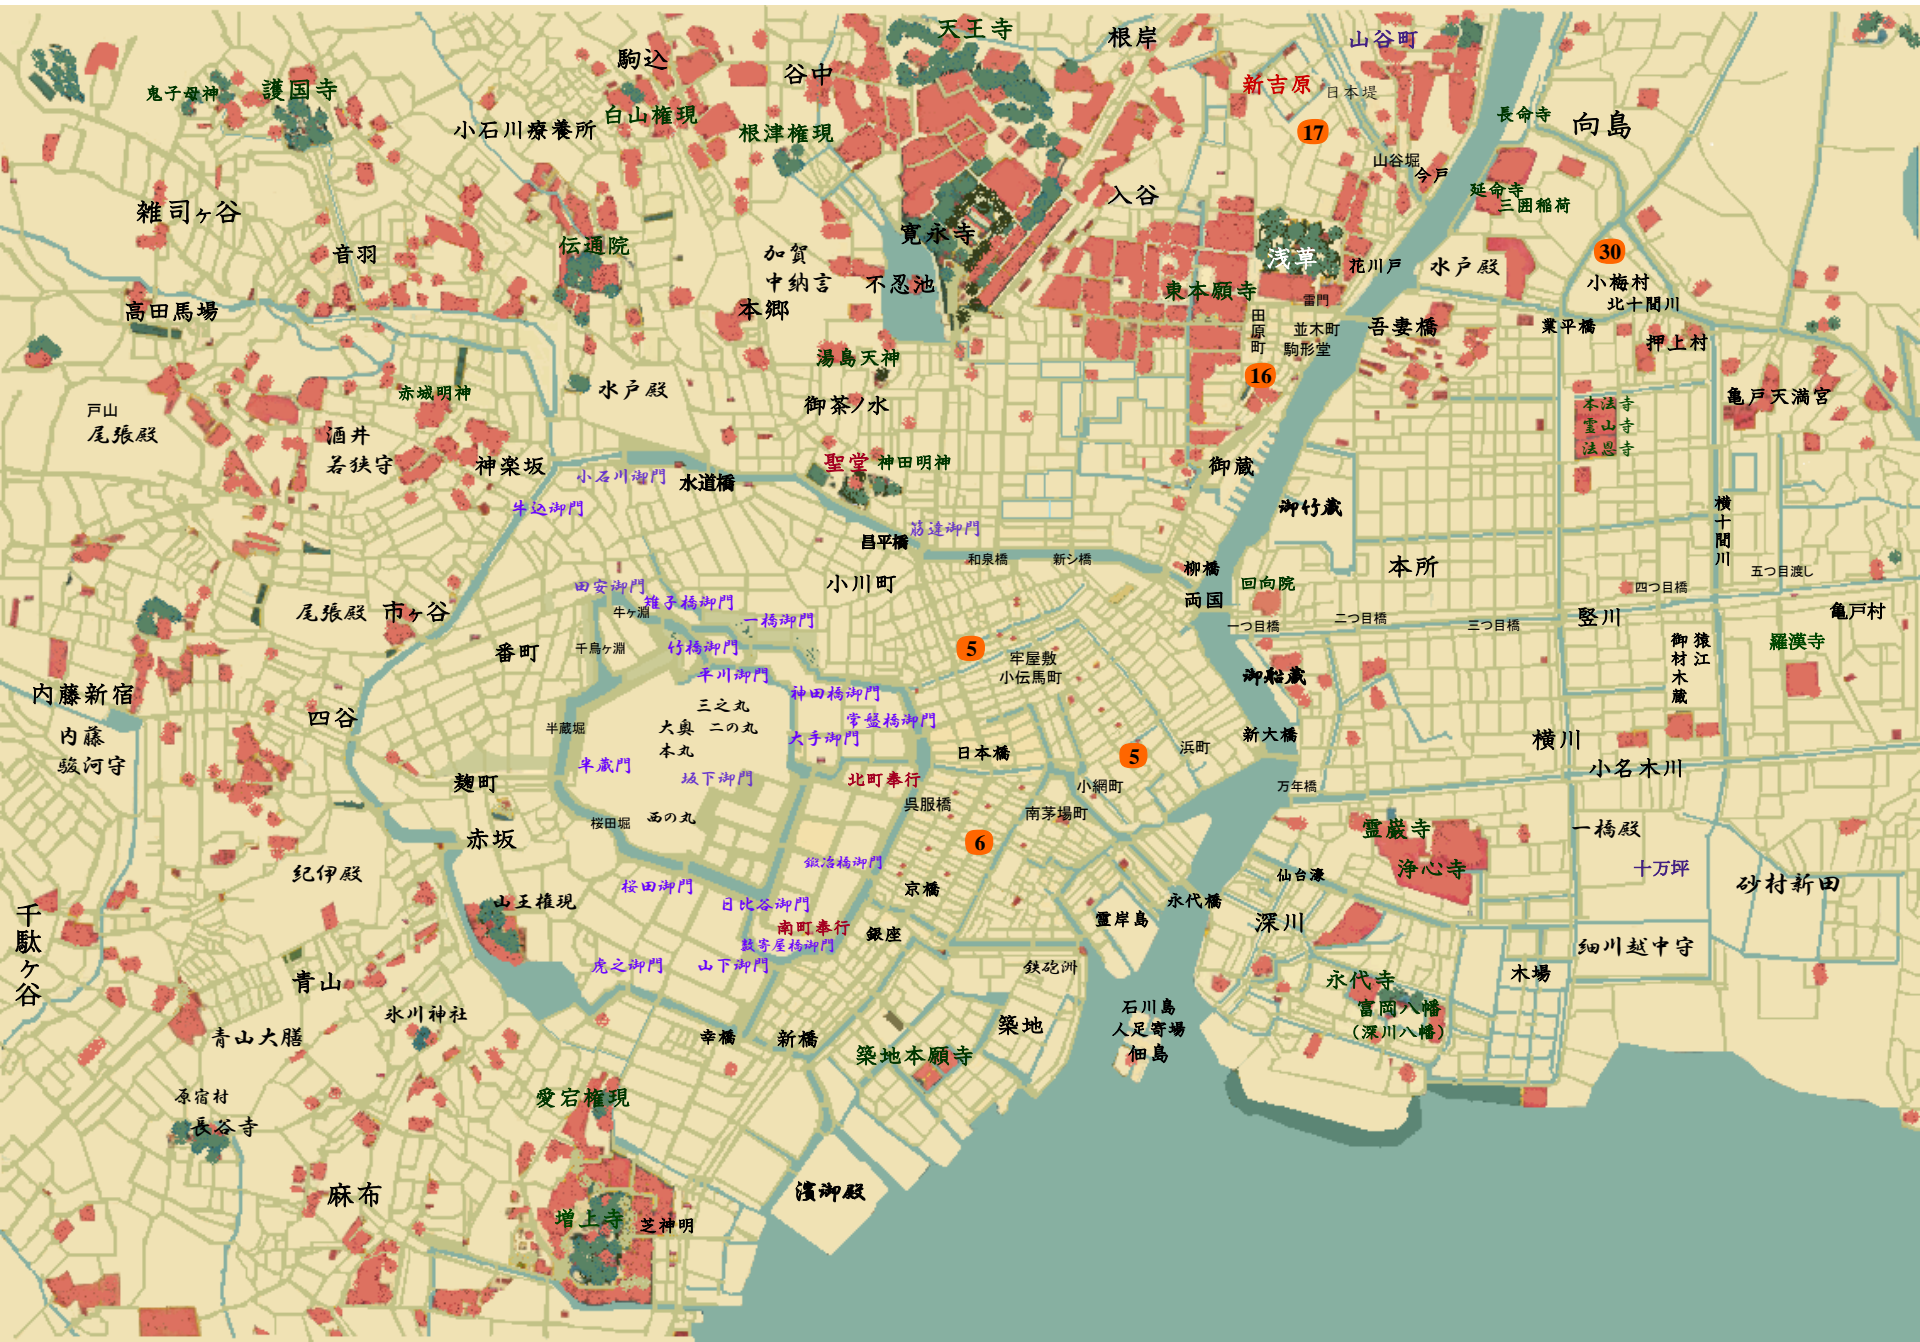 天王寺
根岸
山谷町
駒込
谷中
新吉原
日本堤
鬼子母神
護国寺
白山権現
小石川療養所
根津権現
17
長命寺
向島
山谷堀
今戸
入谷
延命寺
三囲稲荷
雑司ヶ谷
音羽
伝通院
加賀
中納言
本郷
寛永寺
不忍池
浅草
花川戸
水戸殿
30
小梅村
北十間川
高田馬場
東本願寺
雷門
田原町
並木町
駒形堂
吾妻橋
業平橋
押上村
湯島天神
16
水戸殿
赤城明神
御茶ノ水
戸山
尾張殿
酒井
若狭守
神楽坂
本法寺
霊山寺
法恩寺
亀戸天満宮
小石川御門
水道橋
聖堂
神田明神
御蔵
牛込御門
御竹蔵
筋違御門
昌平橋
横十間川
和泉橋
新シ橋
柳橋
本所
小川町
回向院
両国
五つ目渡し
四つ目橋
田安御門
雉子橋御門
牛ヶ淵
一橋御門
尾張殿
市ヶ谷
一つ目橋
二つ目橋
三つ目橋
竪川
亀戸村
番町
千鳥ヶ淵
竹橋御門
5
牢屋敷
小伝馬町
猿江
御材木蔵
羅漢寺
平川御門
神田橋御門
御船蔵
内藤新宿
四谷
三之丸
大奥
二の丸
本丸
常盤橋御門
大手御門
半蔵堀
内藤
駿河守
半蔵門
坂下御門
北町奉行
日本橋
5
浜町
新大橋
横川
小名木川
麹町
小網町
万年橋
呉服橋
南茅場町
桜田堀
西の丸
赤坂
6
霊巌寺
浄心寺
一橋殿
十万坪
砂村新田
紀伊殿
鍛冶橋御門
桜田御門
京橋
仙台濠
山王権現
日比谷御門
永代橋
霊岸島
深川
千駄ヶ谷
南町奉行
数寄屋橋御門
銀座
細川越中守
虎之御門
山下御門
鉄砲洲
木場
青山
永代寺
富岡八幡
（深川八幡）
氷川神社
青山大膳
石川島
人足寄場
佃島
築地
幸橋
新橋
築地本願寺
原宿村
長谷寺
愛宕権現
麻布
濱御殿
増上寺
芝神明